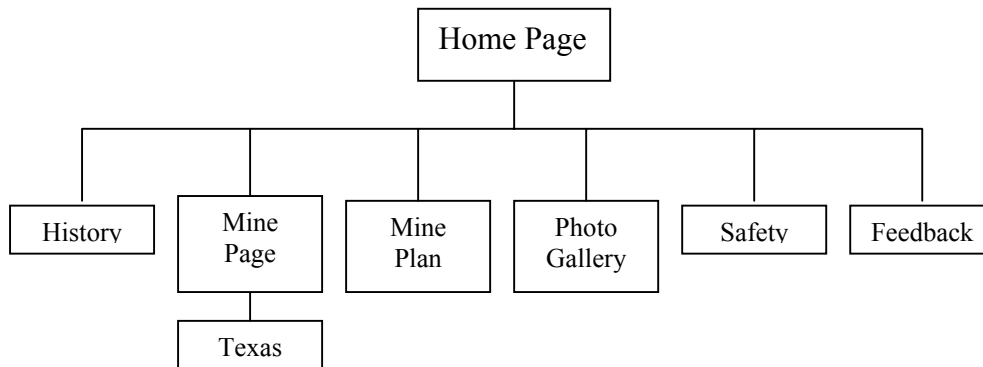 Home Page
History
Mine
Page
Mine
Plan
Photo
Gallery
Safety
Feedback
Texas